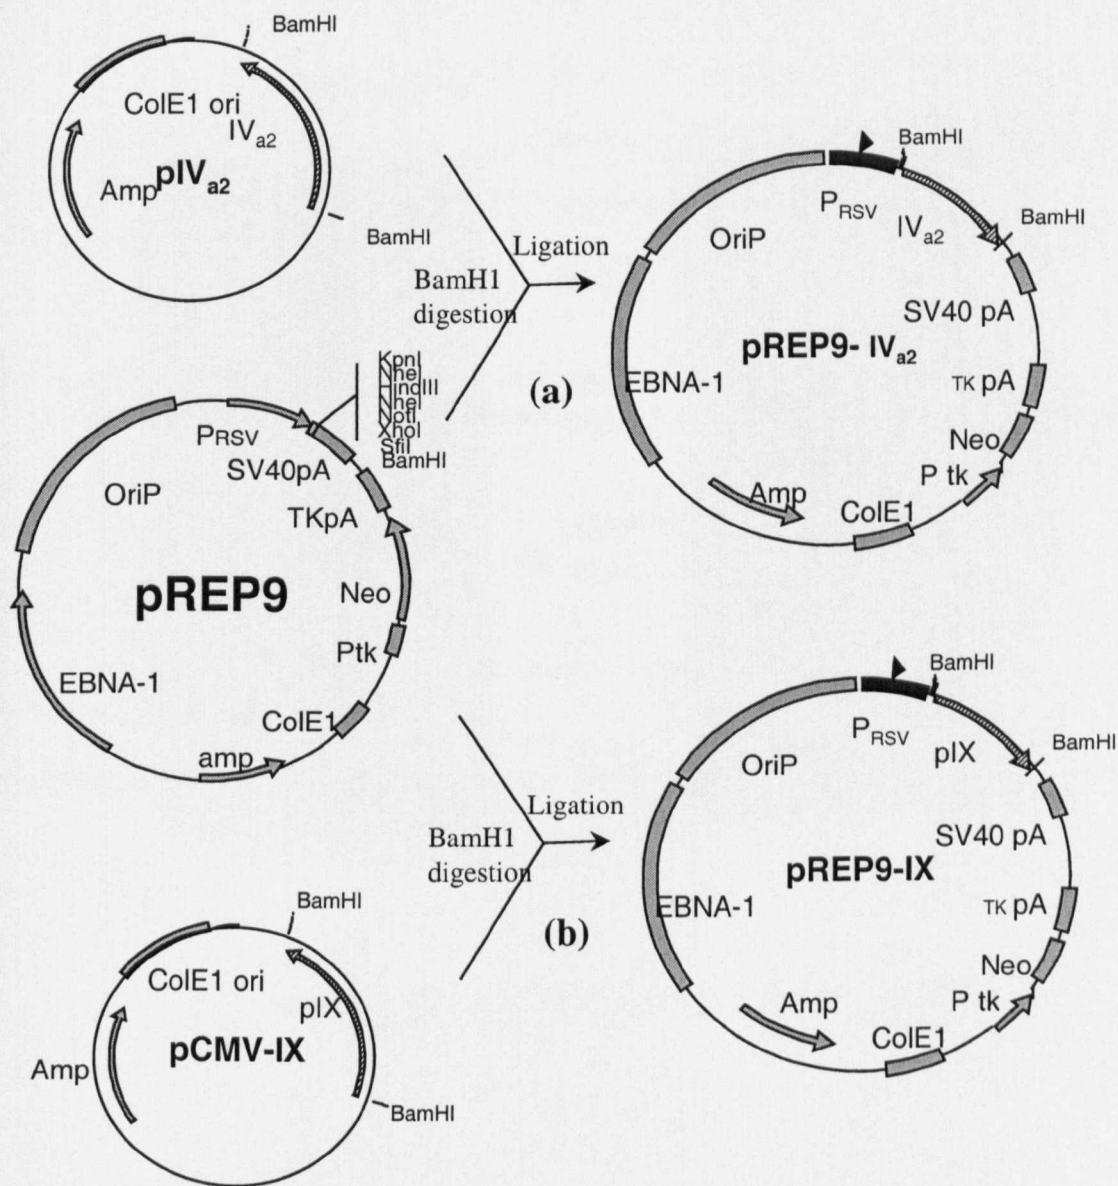 BamHI
ColE1 ori
IVa2
pIVa2
Amp
BamHI
BamH1
digestion
Ligation
(a)
PRSV
BamHI
IVa2
BamHI
OriP
SV40 pA
pREP9- IVa2
EBNA-1
TK pA
Neo
P tk
Amp
ColE1
KpnI
NheI
HindIII
NheI
NotI
XhoI
SfiI
BamHI
PRSV
SV40pA
OriP
TKpA
pREP9
Neo
Ptk
EBNA-1
ColE1
amp
BamH1
digestion
Ligation
(b)
PRSV
BamHI
pIX
BamHI
OriP
SV40 pA
pREP9-IX
EBNA-1
TK pA
Neo
P tk
Amp
ColE1
BamHI
ColE1 ori
pIX
pCMV-IX
Amp
BamHI